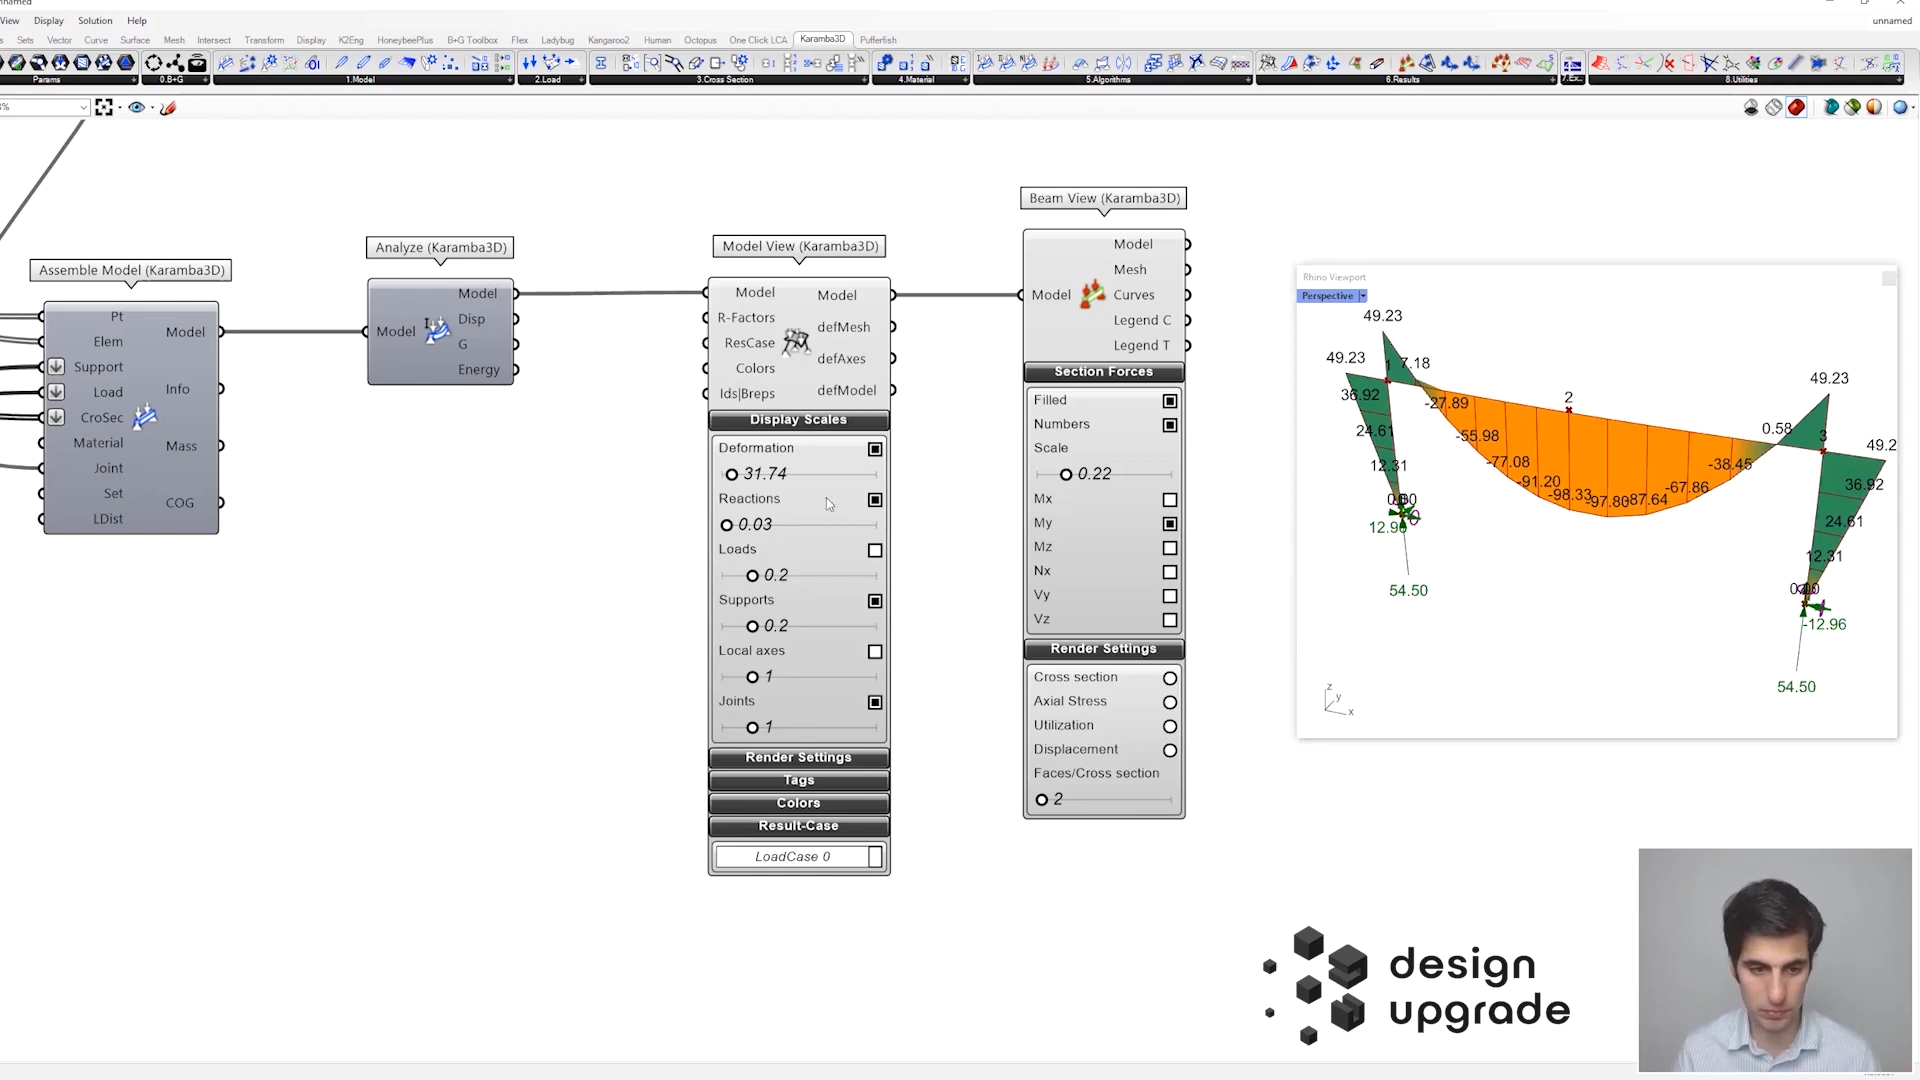 unnamed
View Display Solution Help
unnamed
Sets Vector Curve Surface Mesh Intersect Transform Display K2Eng HoneybeePlus B+G Toolbox Flex Ladybug Kangaroo2 Human Octopus One Click LCA Karamba3D Pufferfish
Params 0.B+G 1.Model 2.Load 3.Cross Section 4.Material 5.Algorithms 6.Results 7.Ex... 8.Utilities
Assemble Model (Karamba3D)
Pt
Elem
Support
Load
CroSec
Material
Joint
Set
LDist
Model
Info
Mass
COG
Analyze (Karamba3D)
Model
Model
Disp
G
Energy
Model View (Karamba3D)
Model
R-Factors
ResCase
Colors
Ids|Breps
Model
defMesh
defAxes
defModel
Display Scales
Deformation
31.74
Reactions
0.03
Loads
0.2
Supports
0.2
Local axes
1
Joints
1
Render Settings
Tags
Colors
Result-Case
LoadCase 0
Beam View (Karamba3D)
Model
Model
Mesh
Curves
Legend C
Legend T
Section Forces
Filled
Numbers
Scale
0.22
Mx
My
Mz
Nx
Vy
Vz
Render Settings
Cross section
Axial Stress
Utilization
Displacement
Faces/Cross section
2
Rhino Viewport
Perspective
49.23
49.23
7.18
1
36.92
24.61
12.31
54.50
-27.89
-55.98
-77.08
-91.20
-98.33
-97.80
-87.64
-67.86
-38.45
2
0.58
49.23
3
49.2
36.92
24.61
12.31
-12.96
54.50
z
y
x
design
upgrade